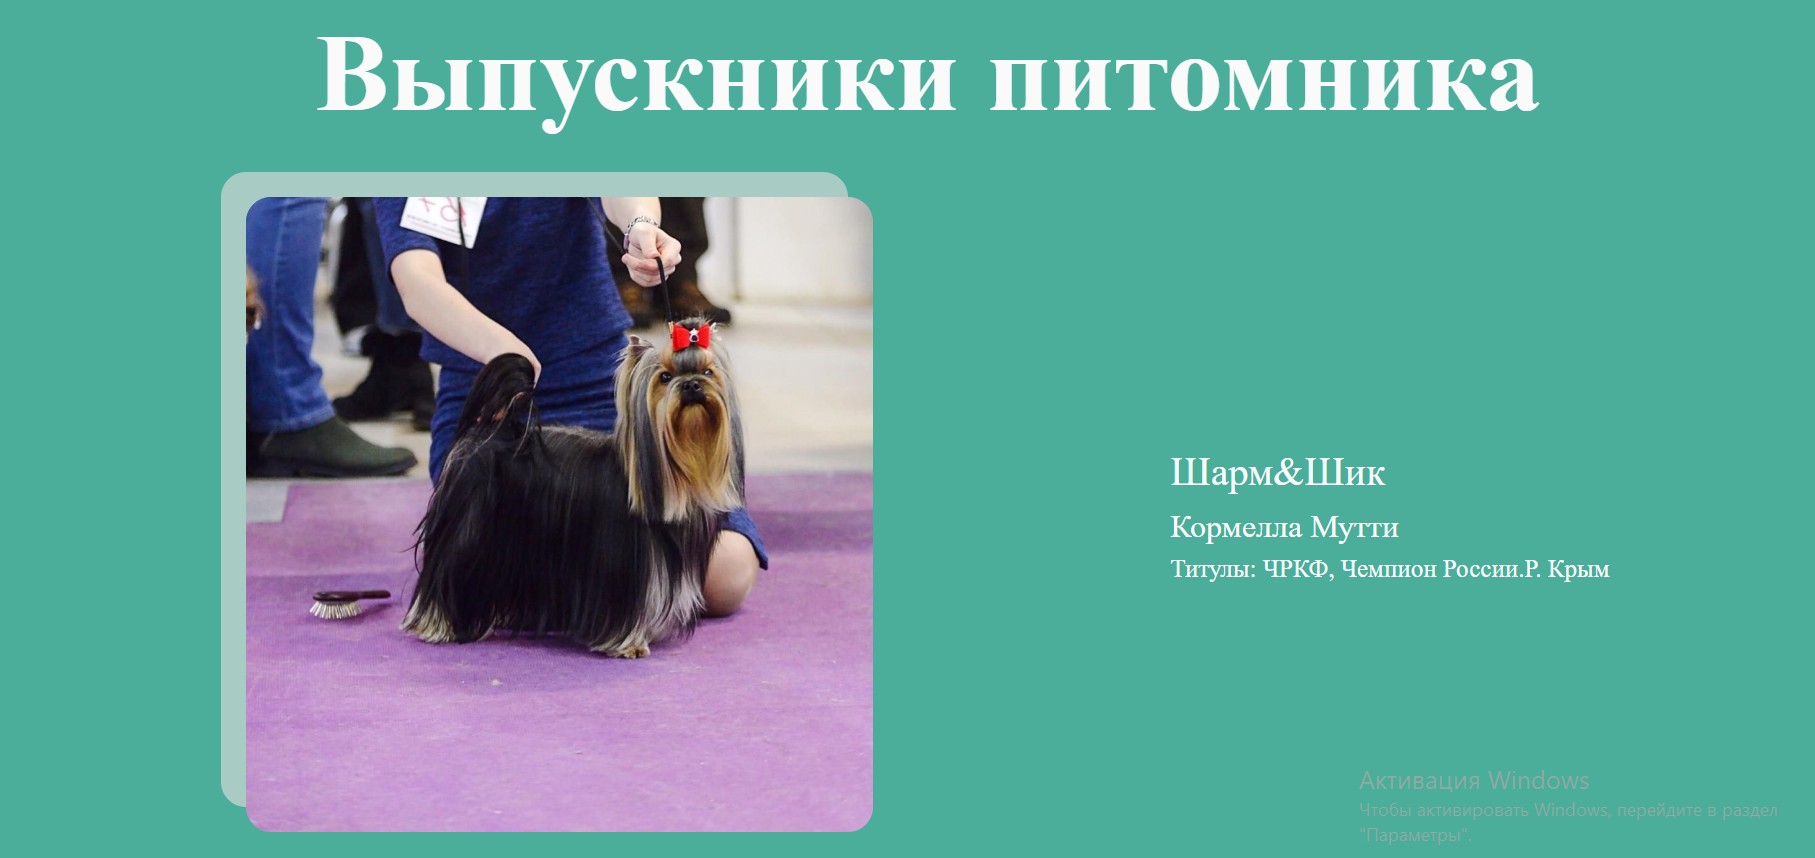 Выпускники питомника
Шарм&Шик
Кормелла Мутти
Титулы: ЧРКФ, Чемпион России.Р. Крым
Активация Windows
Чтобы активировать Windows, перейдите в раздел
"Параметры".